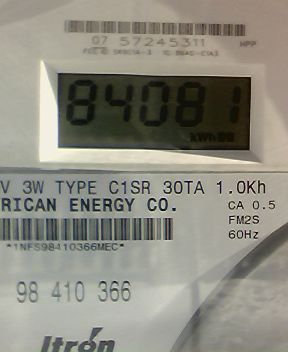 07 57245311 HPP
84081
kWh
V 3W TYPE C1SR 30TA 1.0Kh
RICAN ENERGY CO. CA 0.5
FM2S
60Hz
*1NFS98410366MEC*
98 410 366
Itron